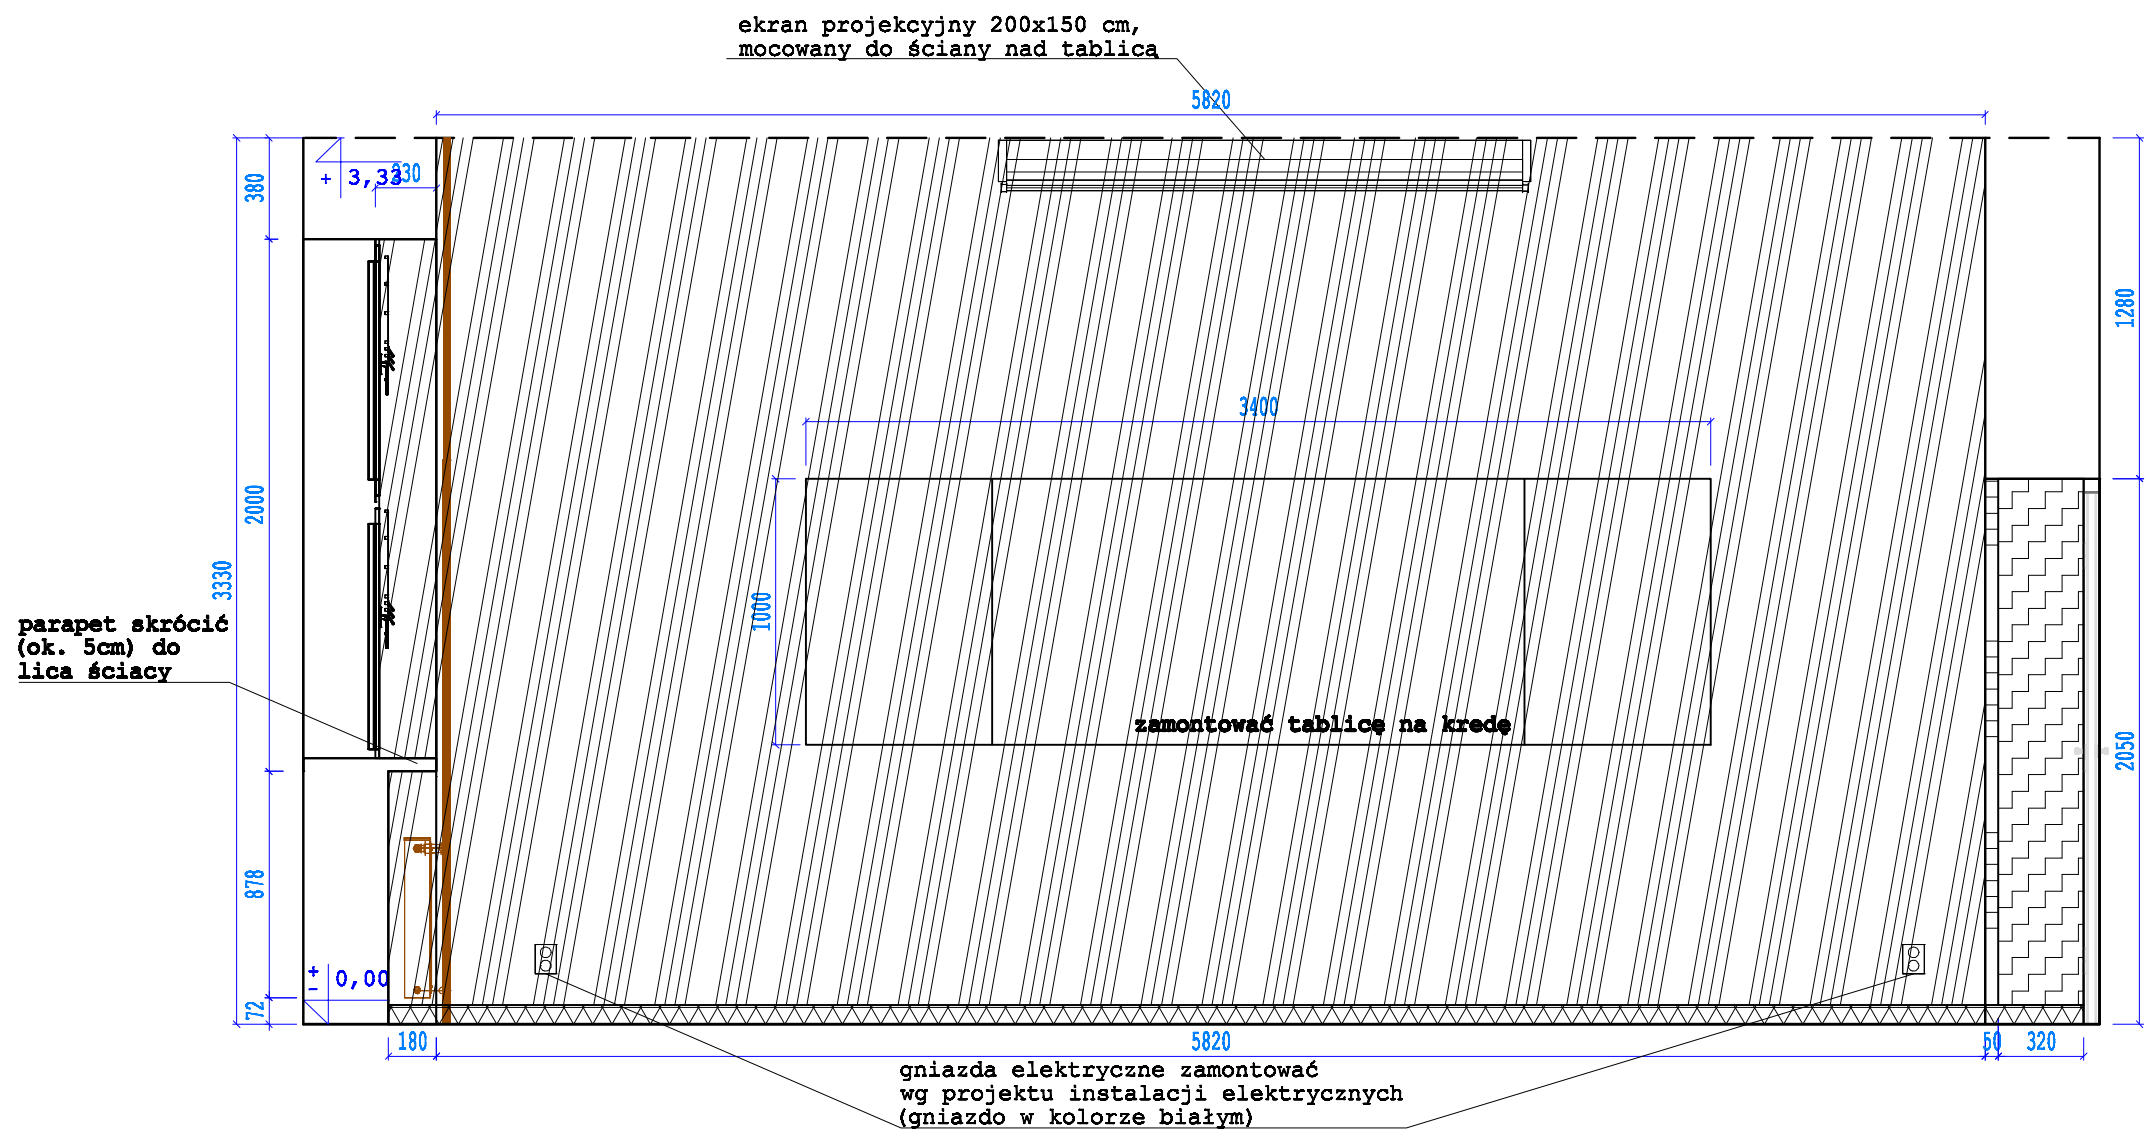 ekran projekcyjny 200x150 cm,
mocowany do ściany nad tablicą
5820
+ 3,33
230
380
1280
3400
2000
3330
1000
parapet skrócić
(ok. 5cm) do
lica ściacy
zamontować tablicę na kredę
2050
878
+
- 0,00
72
180
5820
50
320
gniazda elektryczne zamontować
wg projektu instalacji elektrycznych
(gniazdo w kolorze białym)